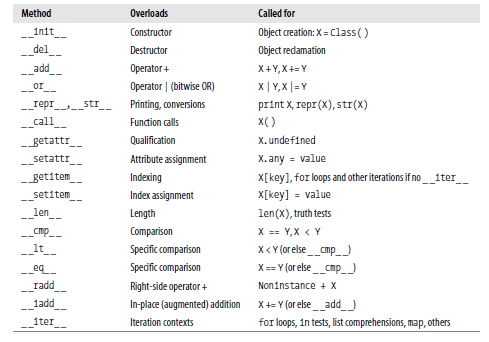 Method Overloads Called for
__init__ Constructor Object creation: X = Class()
__del__ Destructor Object reclamation
__add__ Operator + X + Y, X += Y
__or__ Operator | (bitwise OR) X | Y, X |= Y
__repr__,__str__ Printing, conversions print X, repr(X), str(X)
__call__ Function calls X()
__getattr__ Qualification X.undefined
__setattr__ Attribute assignment X.any = value
__getitem__ Indexing X[key], for loops and other iterations if no __iter__
__setitem__ Index assignment X[key] = value
__len__ Length len(X), truth tests
__cmp__ Comparison X == Y, X < Y
__lt__ Specific comparison X < Y (or else __cmp__)
__eq__ Specific comparison X == Y (or else __cmp__)
__radd__ Right-side operator + Noninstance + X
__iadd__ In-place (augmented) addition X += Y (or else __add__)
__iter__ Iteration contexts for loops, in tests, list comprehensions, map, others